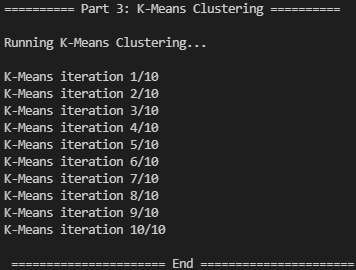 ========== Part 3: K-Means Clustering ==========
Running K-Means Clustering...
K-Means iteration 1/10
K-Means iteration 2/10
K-Means iteration 3/10
K-Means iteration 4/10
K-Means iteration 5/10
K-Means iteration 6/10
K-Means iteration 7/10
K-Means iteration 8/10
K-Means iteration 9/10
K-Means iteration 10/10
====================== End ======================